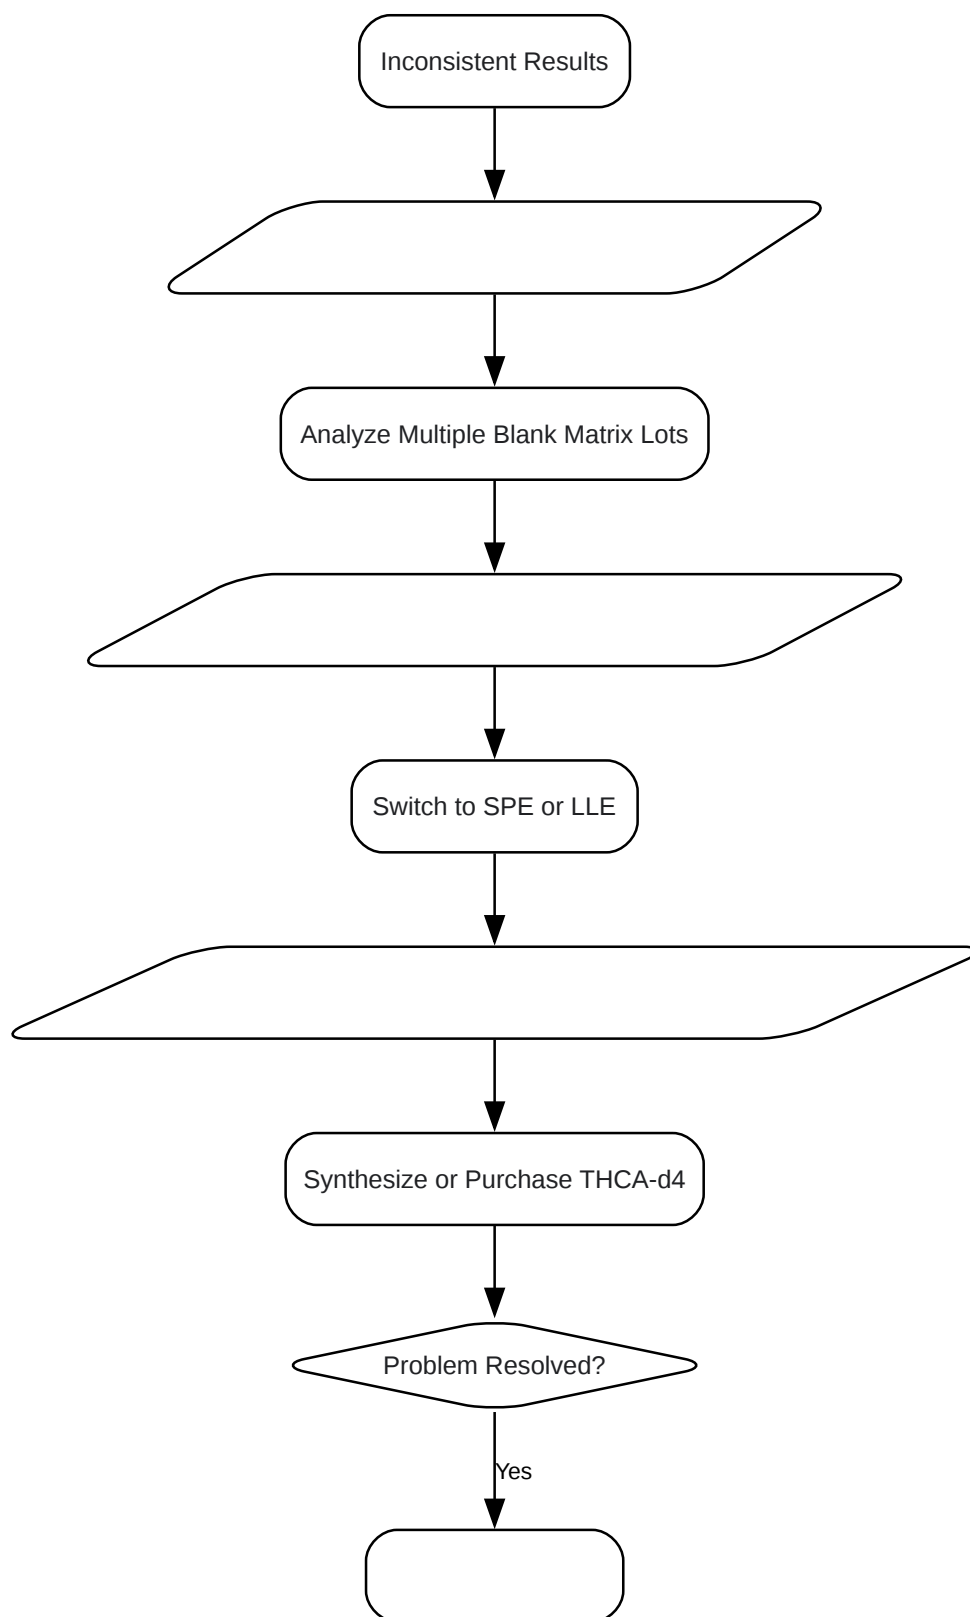 Inconsistent Results
Analyze Multiple Blank Matrix Lots
Switch to SPE or LLE
Synthesize or Purchase THCA-d4
Problem Resolved?
Yes